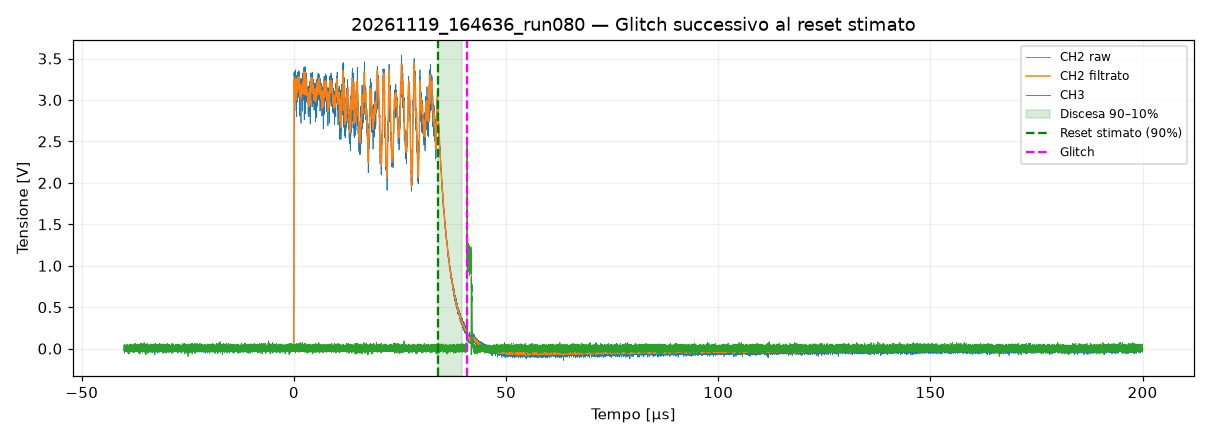 20261119_164636_run080 — Glitch successivo al reset stimato
Tensione [V]
3.5
3.0
2.5
2.0
1.5
1.0
0.5
0.0
−50
0
50
100
150
200
Tempo [µs]
CH2 raw
CH2 filtrato
CH3
Discesa 90–10%
Reset stimato (90%)
Glitch